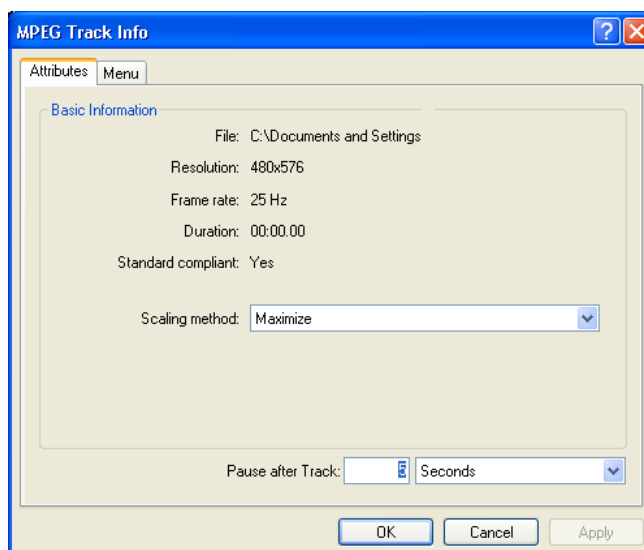 MPEG Track Info
Attributes Menu
Basic Information
File: C:\Documents and Settings
Resolution: 480x576
Frame rate: 25 Hz
Duration: 00:00.00
Standard compliant: Yes
Scaling method: Maximize
Pause after Track: 5 Seconds
OK Cancel Apply